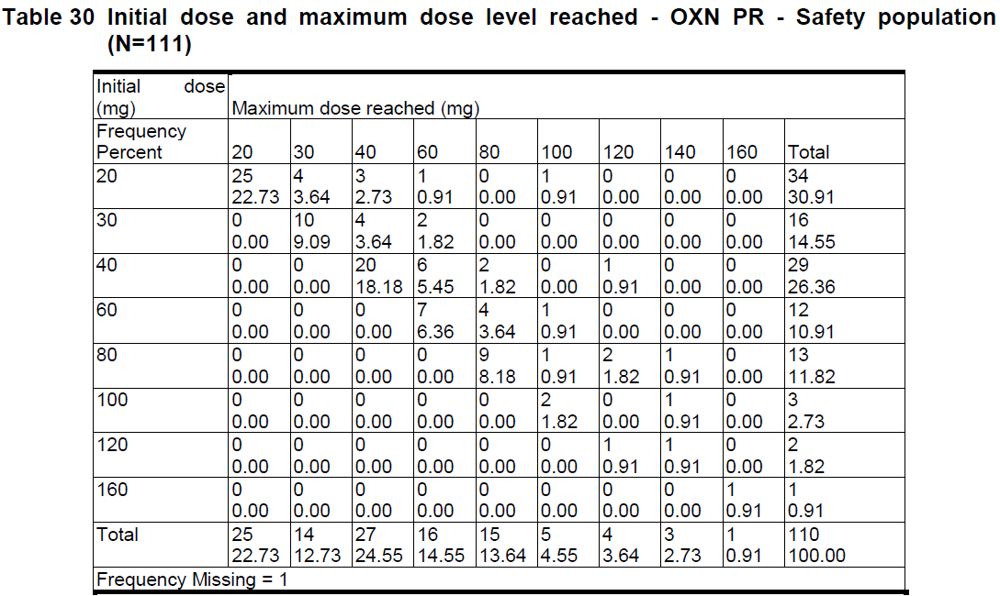 Table 30 Initial dose and maximum dose level reached - OXN PR - Safety population
(N=111)
Initial dose
(mg) Maximum dose reached (mg)
Frequency
Percent 20 30 40 60 80 100 120 140 160 Total
20 25 4 3 1 0 1 0 0 0 34
22.73 3.64 2.73 0.91 0.00 0.91 0.00 0.00 0.00 30.91
30 0 10 4 2 0 0 0 0 0 16
0.00 9.09 3.64 1.82 0.00 0.00 0.00 0.00 0.00 14.55
40 0 0 20 6 2 0 1 0 0 29
0.00 0.00 18.18 5.45 1.82 0.00 0.91 0.00 0.00 26.36
60 0 0 0 7 4 1 0 0 0 12
0.00 0.00 0.00 6.36 3.64 0.91 0.00 0.00 0.00 10.91
80 0 0 0 0 9 1 2 1 0 13
0.00 0.00 0.00 0.00 8.18 0.91 1.82 0.91 0.00 11.82
100 0 0 0 0 0 2 0 1 0 3
0.00 0.00 0.00 0.00 0.00 1.82 0.00 0.91 0.00 2.73
120 0 0 0 0 0 0 1 1 0 2
0.00 0.00 0.00 0.00 0.00 0.00 0.91 0.91 0.00 1.82
160 0 0 0 0 0 0 0 0 1 1
0.00 0.00 0.00 0.00 0.00 0.00 0.00 0.00 0.91 0.91
Total 25 14 27 16 15 5 4 3 1 110
22.73 12.73 24.55 14.55 13.64 4.55 3.64 2.73 0.91 100.00
Frequency Missing = 1